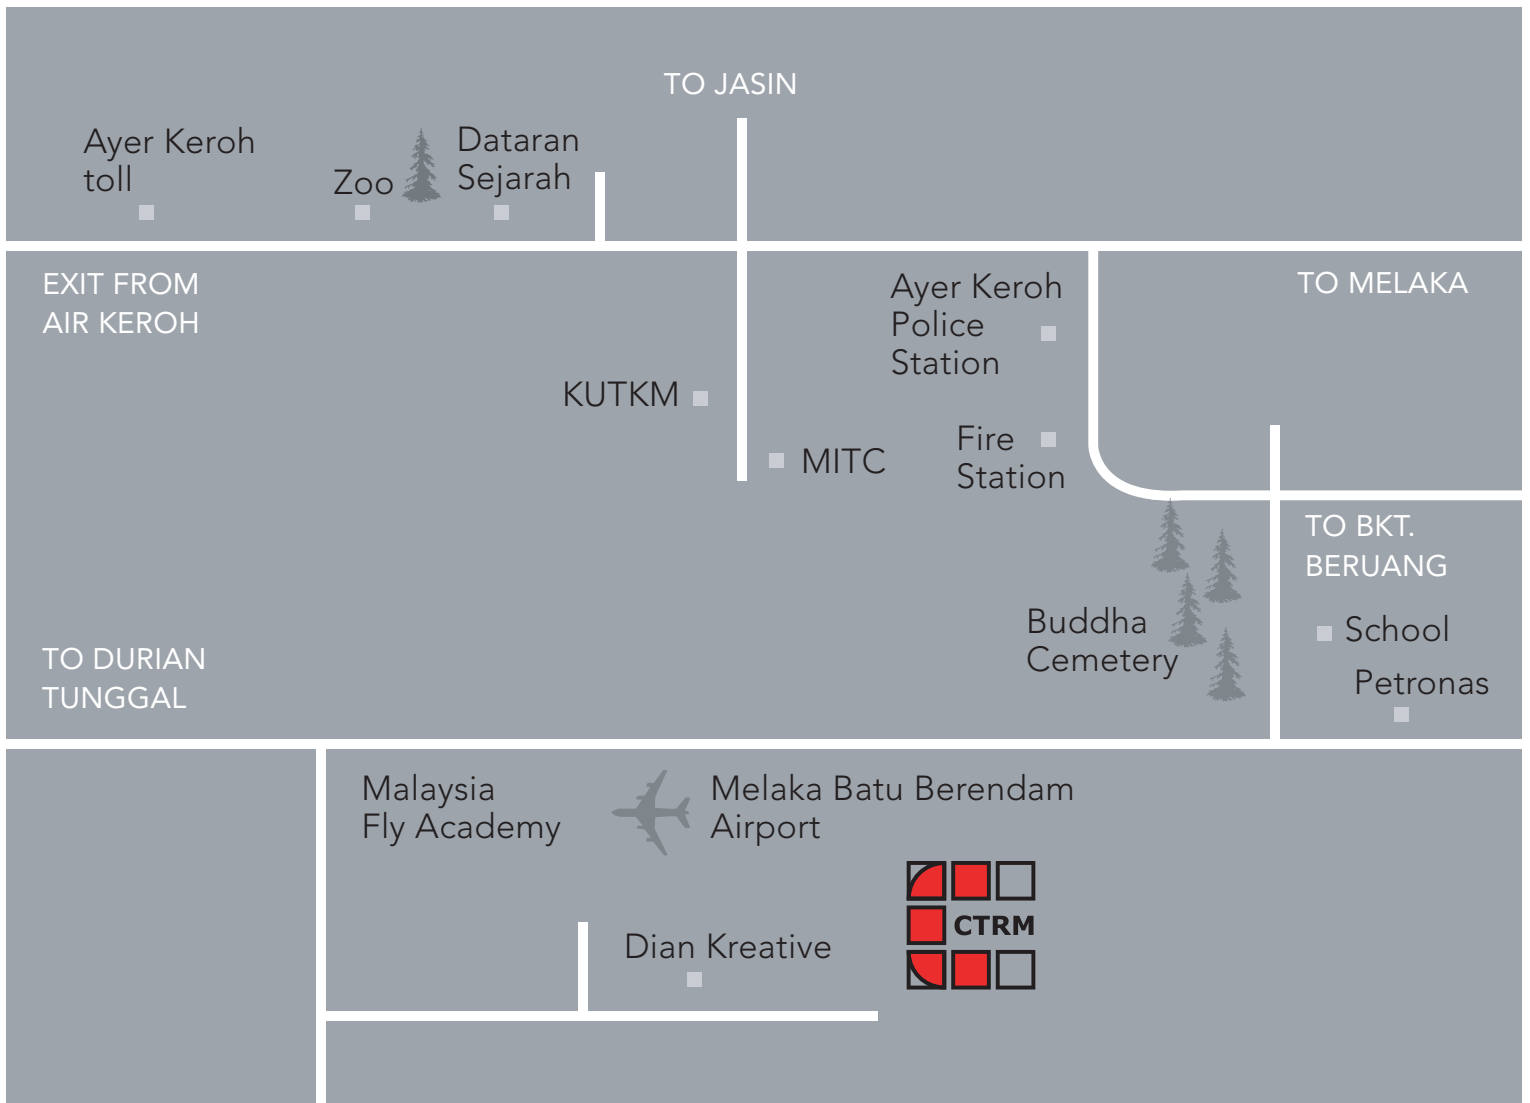 TO JASIN
Ayer Keroh
toll
Zoo
Dataran
Sejarah
EXIT FROM
AIR KEROH
Ayer Keroh
Police
Station
TO MELAKA
KUTKM
MITC
Fire
Station
TO BKT.
BERUANG
Buddha
Cemetery
School
Petronas
TO DURIAN
TUNGGAL
Malaysia
Fly Academy
Melaka Batu Berendam
Airport
CTRM
Dian Kreative